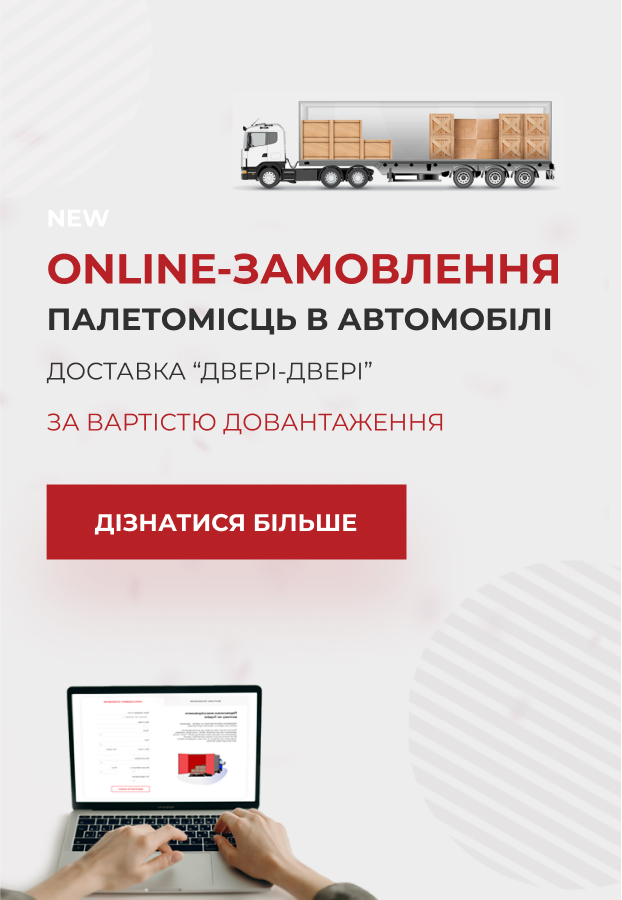 NEW
ONLINE-ЗАМОВЛЕННЯ
ПАЛЕТОМІСЦЬ В АВТОМОБІЛІ
ДОСТАВКА “ДВЕРІ-ДВЕРІ”
ЗА ВАРТІСТЮ ДОВАНТАЖЕННЯ
ДІЗНАТИСЯ БІЛЬШЕ